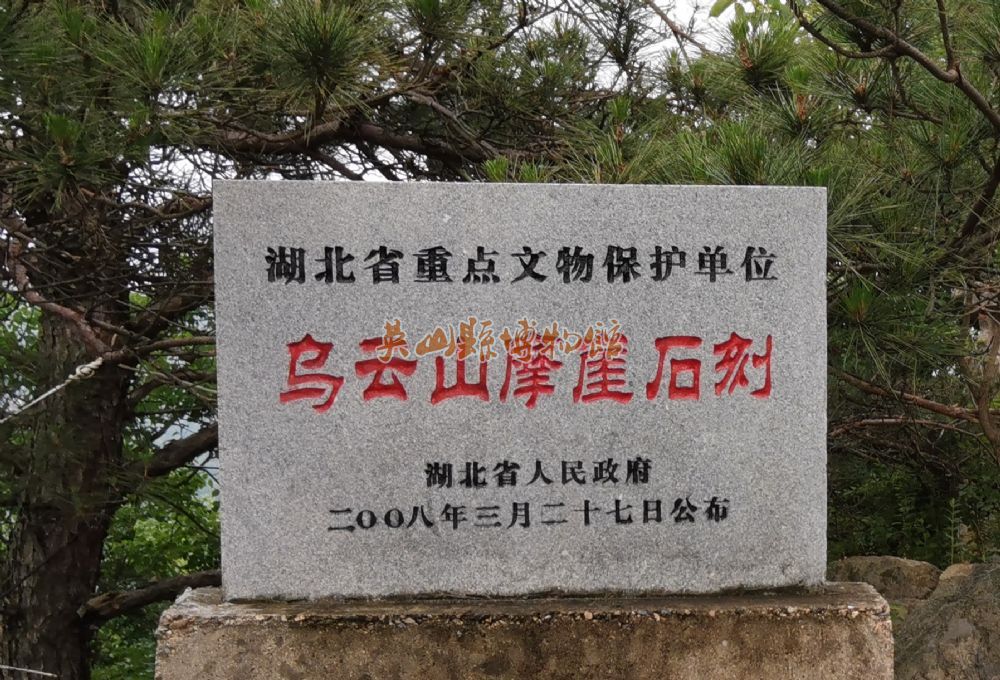 湖北省重点文物保护单位
英山縣博物馆
乌云山摩崖石刻
湖北省人民政府
二〇〇八年三月二十七日公布